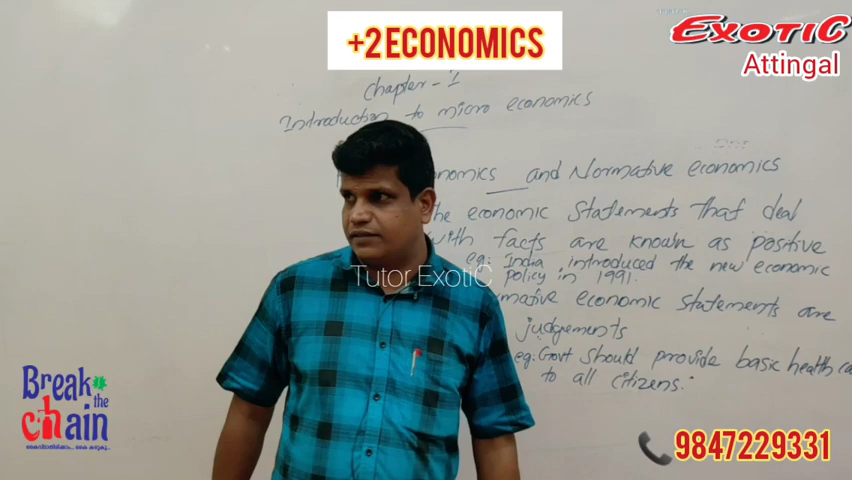 +2 ECONOMICS
EXOTIC
Attingal
Chapter - 1
Introduction to micro economics
nomics and Normative economics
the economic Statements that deal
with facts are known as positive
eg: India introduced the new economic
policy in 1991.
Tutor ExotiC
mative economic statements are
judgements
eg: Govt should provide basic health ca
to all citizens.
Break
the
chain
9847229331